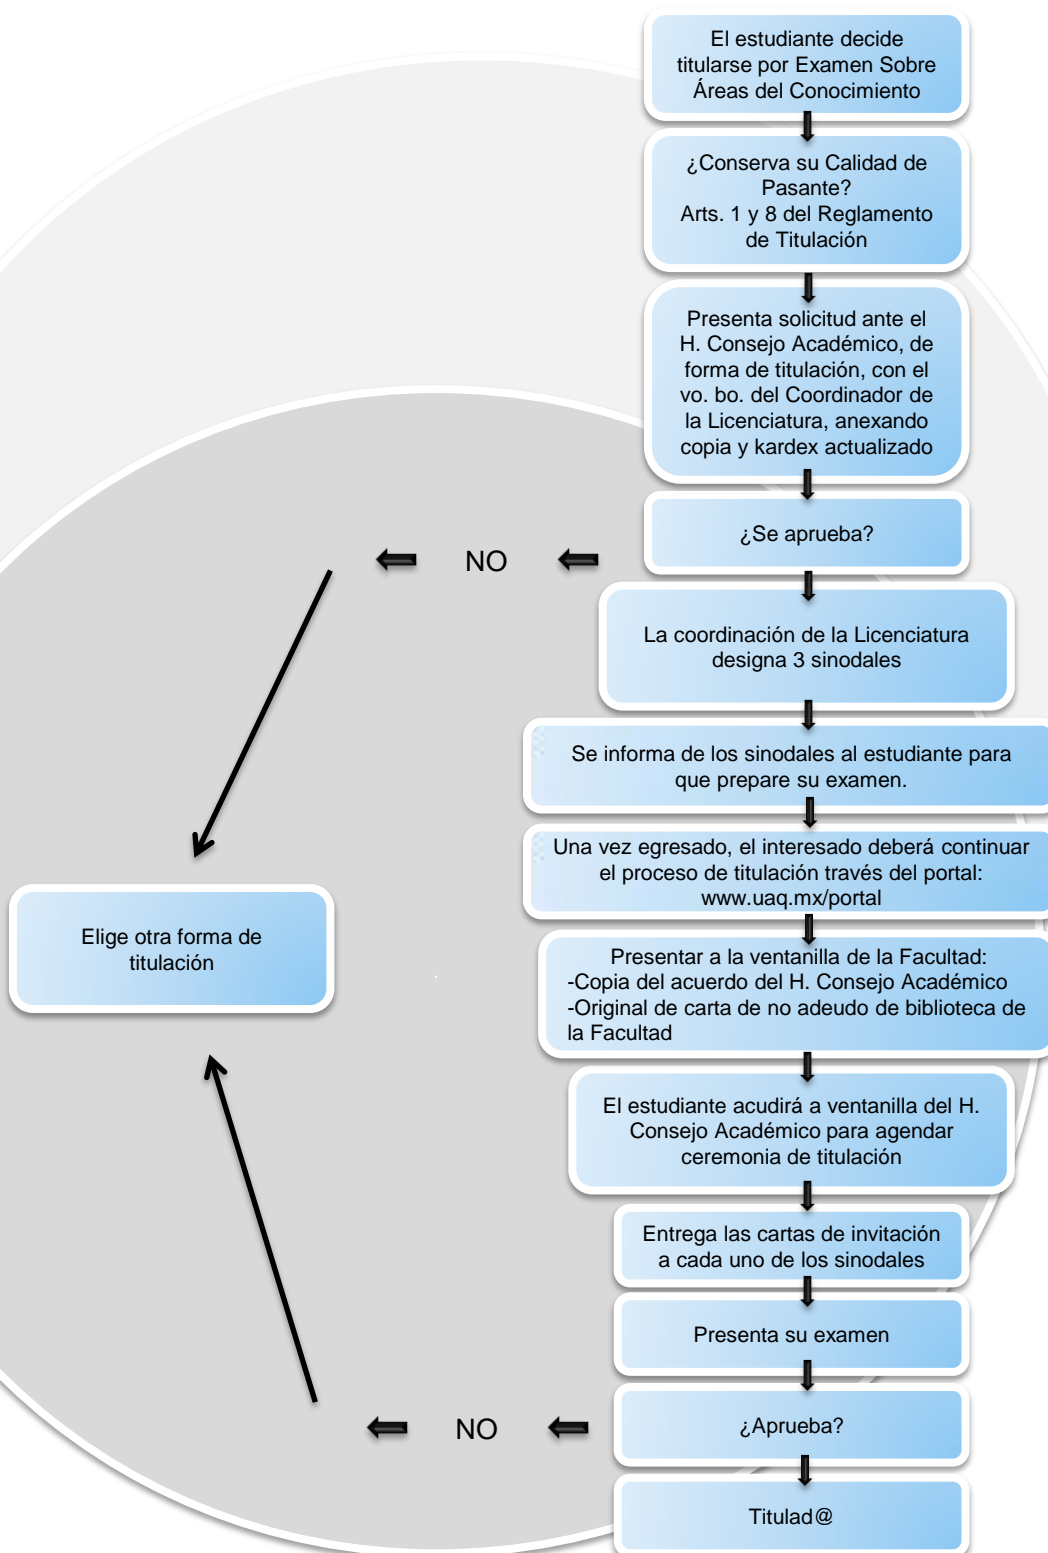 El estudiante decide
titularse por Examen Sobre
Áreas del Conocimiento
¿Conserva su Calidad de
Pasante?
Arts. 1 y 8 del Reglamento
de Titulación
Presenta solicitud ante el
H. Consejo Académico, de
forma de titulación, con el
vo. bo. del Coordinador de
la Licenciatura, anexando
copia y kardex actualizado
¿Se aprueba?
NO
La coordinación de la Licenciatura
designa 3 sinodales
Se informa de los sinodales al estudiante para
que prepare su examen.
Una vez egresado, el interesado deberá continuar
el proceso de titulación través del portal:
www.uaq.mx/portal
Elige otra forma de
titulación
Presentar a la ventanilla de la Facultad:
-Copia del acuerdo del H. Consejo Académico
-Original de carta de no adeudo de biblioteca de
la Facultad
El estudiante acudirá a ventanilla del H.
Consejo Académico para agendar
ceremonia de titulación
Entrega las cartas de invitación
a cada uno de los sinodales
Presenta su examen
¿Aprueba?
NO
Titulad@